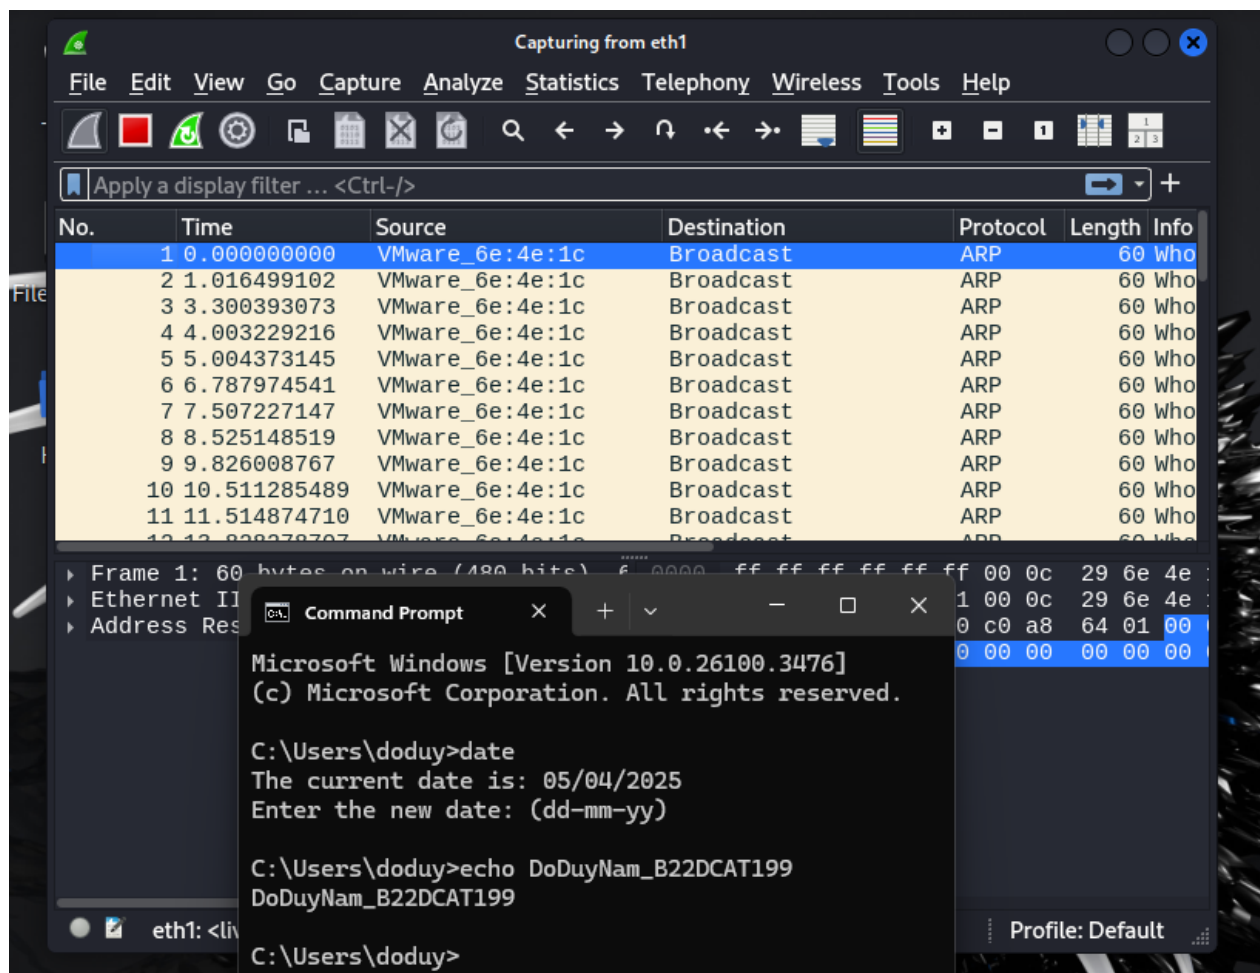 Capturing from eth1
File Edit View Go Capture Analyze Statistics Telephony Wireless Tools Help
Apply a display filter ... <Ctrl-/>
No. Time Source Destination Protocol Length Info
1 0.000000000 VMware_6e:4e:1c Broadcast ARP 60 Who
2 1.016499102 VMware_6e:4e:1c Broadcast ARP 60 Who
3 3.300393073 VMware_6e:4e:1c Broadcast ARP 60 Who
4 4.003229216 VMware_6e:4e:1c Broadcast ARP 60 Who
5 5.004373145 VMware_6e:4e:1c Broadcast ARP 60 Who
6 6.787974541 VMware_6e:4e:1c Broadcast ARP 60 Who
7 7.507227147 VMware_6e:4e:1c Broadcast ARP 60 Who
8 8.525148519 VMware_6e:4e:1c Broadcast ARP 60 Who
9 9.826008767 VMware_6e:4e:1c Broadcast ARP 60 Who
10 10.511285489 VMware_6e:4e:1c Broadcast ARP 60 Who
11 11.514874710 VMware_6e:4e:1c Broadcast ARP 60 Who
File
Frame 1: 60 bytes on wire (480 bits), 0000 ff ff ff ff ff ff 00 0c 29 6e 4e
Ethernet II 00 0c 29 6e 4e
Address Res c0 a8 64 01 00
00 00 00 00 00
Command Prompt
Microsoft Windows [Version 10.0.26100.3476]
(c) Microsoft Corporation. All rights reserved.
C:\Users\doduy>date
The current date is: 05/04/2025
Enter the new date: (dd-mm-yy)
C:\Users\doduy>echo DoDuyNam_B22DCAT199
DoDuyNam_B22DCAT199
C:\Users\doduy>
eth1: <liv Profile: Default